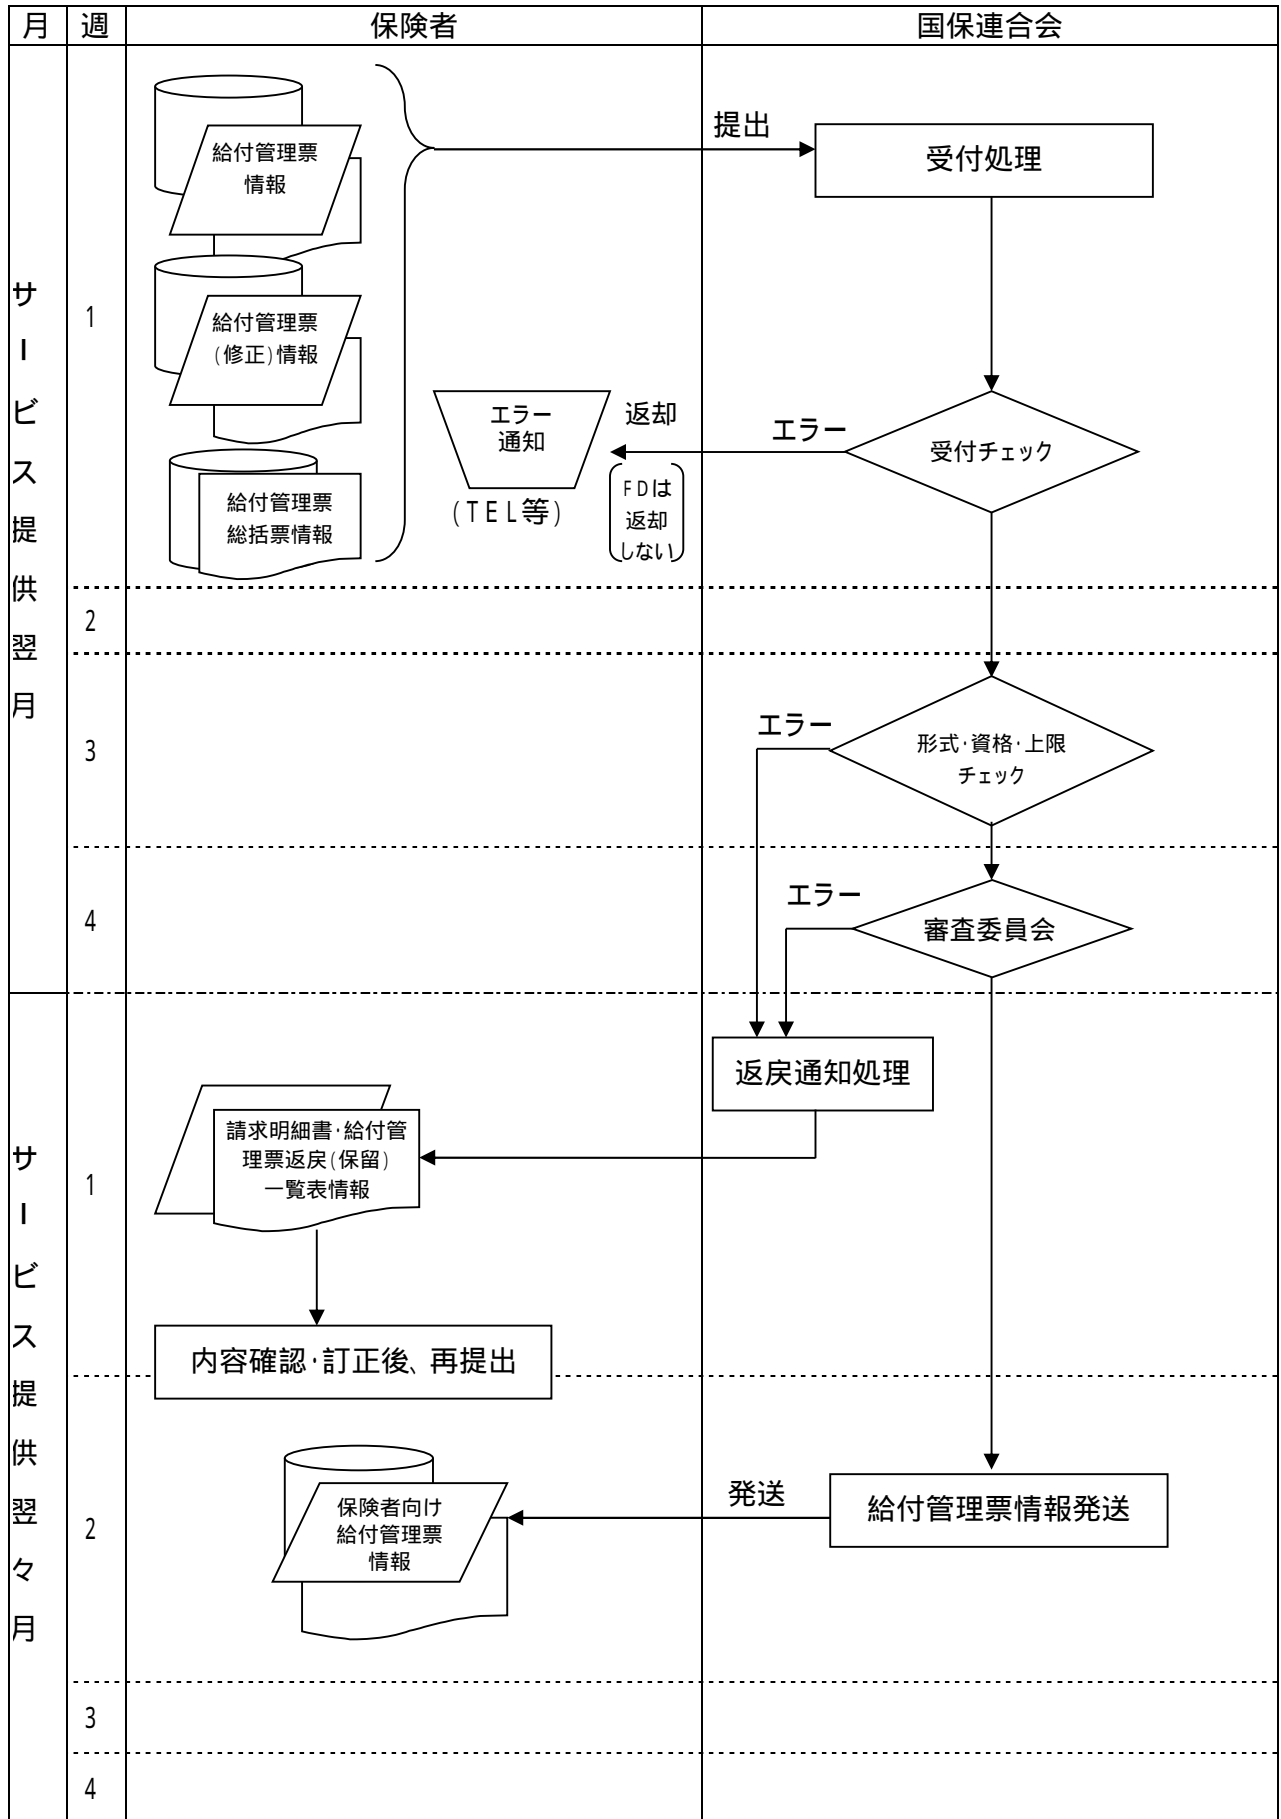 月 週 保険者 国保連合会
サービス提供翌月
1
給付管理票
情報
提出
受付処理
給付管理票
(修正)情報
エラー
通知
(TEL等)
返却
FDは
返却
しない
エラー
受付チェック
給付管理票
総括票情報
2
3
エラー
形式・資格・上限
チェック
4
エラー
審査委員会
サービス提供翌々月
1
返戻通知処理
請求明細書・給付管
理票返戻(保留)
一覧表情報
内容確認・訂正後、再提出
2
保険者向け
給付管理票
情報
発送
給付管理票情報発送
3
4